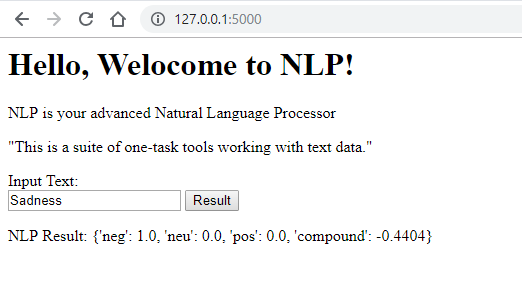 127.0.0.1:5000
Hello, Welocome to NLP!
NLP is your advanced Natural Language Processor
"This is a suite of one-task tools working with text data."
Input Text:
Sadness Result
NLP Result: {'neg': 1.0, 'neu': 0.0, 'pos': 0.0, 'compound': -0.4404}